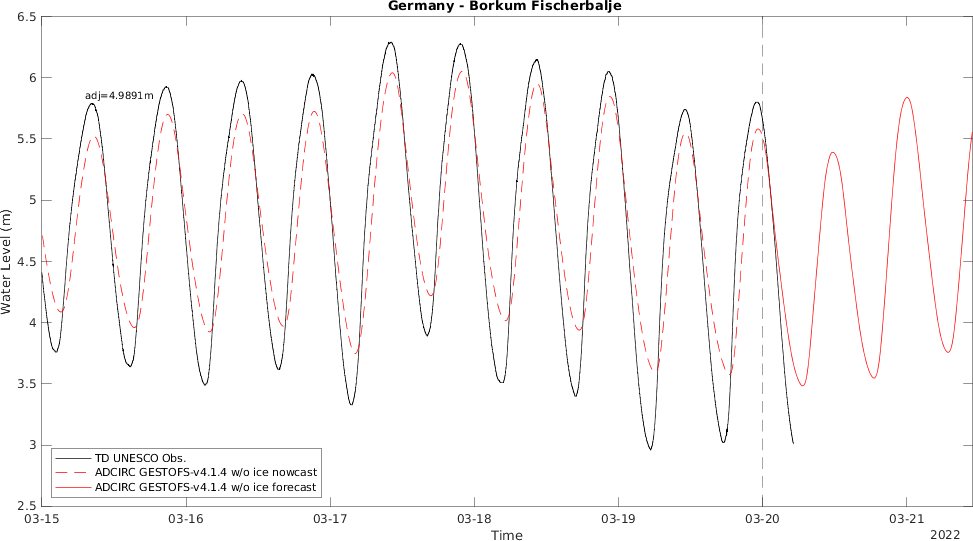 Germany - Borkum Fischerbalje
6.5
6
5.5
5
4.5
4
3.5
3
2.5
Water Level (m)
adj=4.9891m
TD UNESCO Obs.
ADCIRC GESTOFS-v4.1.4 w/o ice nowcast
ADCIRC GESTOFS-v4.1.4 w/o ice forecast
03-15 03-16 03-17 03-18 03-19 03-20 03-21
Time
2022